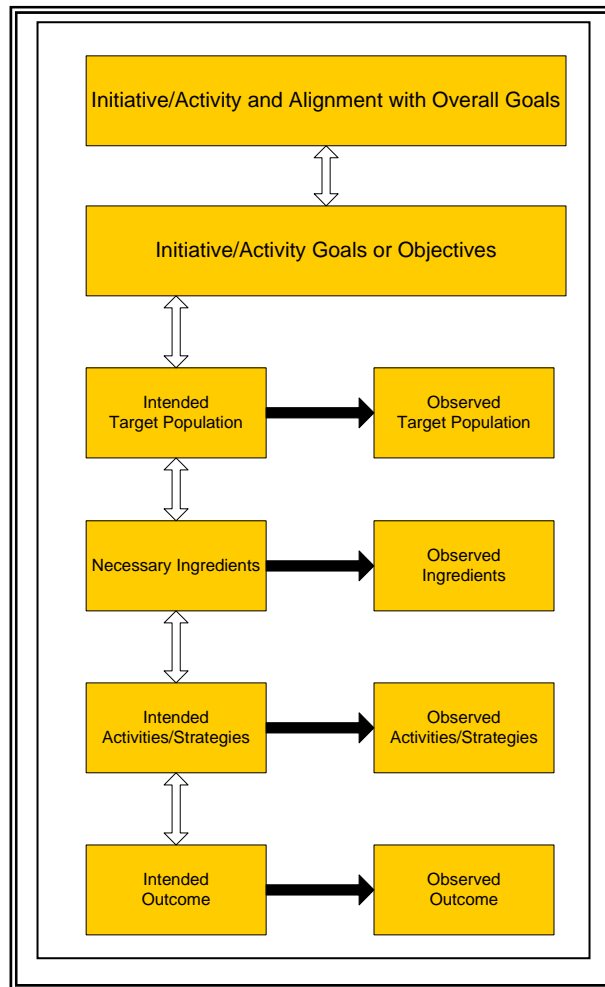 Initiative/Activity and Alignment with Overall Goals
Initiative/Activity Goals or Objectives
Intended
Target Population
Observed
Target Population
Necessary Ingredients
Observed
Ingredients
Intended
Activities/Strategies
Observed
Activities/Strategies
Intended
Outcome
Observed
Outcome